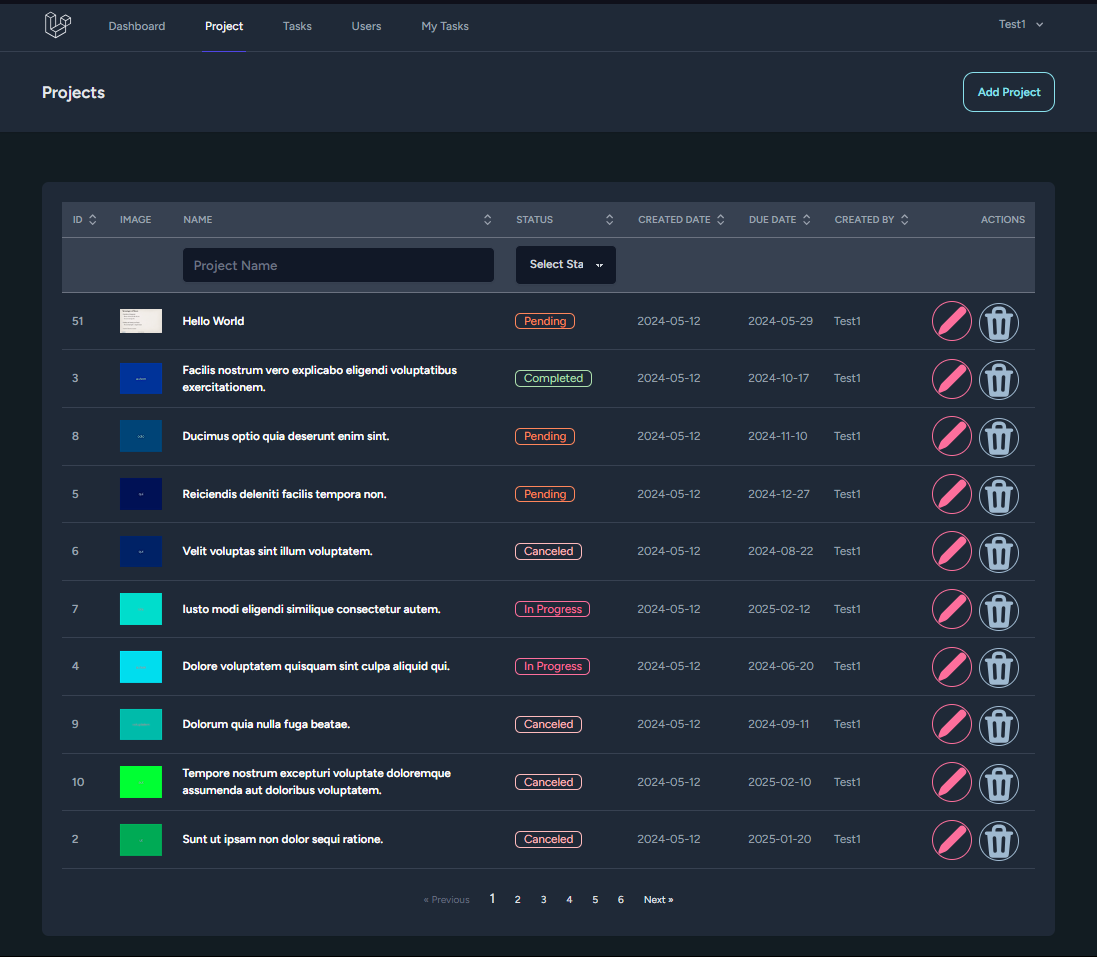 Dashboard Project Tasks Users My Tasks Test1
Projects Add Project
ID IMAGE NAME STATUS CREATED DATE DUE DATE CREATED BY ACTIONS
Project Name Select Sta
51 Hello World Pending 2024-05-12 2024-05-29 Test1
3 Facilis nostrum vero explicabo eligendi voluptatibus
exercitationem. Completed 2024-05-12 2024-10-17 Test1
8 Ducimus optio quia deserunt enim sint. Pending 2024-05-12 2024-11-10 Test1
5 Reiciendis deleniti facilis tempora non. Pending 2024-05-12 2024-12-27 Test1
6 Velit voluptas sint illum voluptatem. Canceled 2024-05-12 2024-08-22 Test1
7 Iusto modi eligendi similique consectetur autem. In Progress 2024-05-12 2025-02-12 Test1
4 Dolore voluptatem quisquam sint culpa aliquid qui. In Progress 2024-05-12 2024-06-20 Test1
9 Dolorum quia nulla fuga beatae. Canceled 2024-05-12 2024-09-11 Test1
10 Tempore nostrum excepturi voluptate doloremque
assumenda aut doloribus voluptatem. Canceled 2024-05-12 2025-02-10 Test1
2 Sunt ut ipsam non dolor sequi ratione. Canceled 2024-05-12 2025-01-20 Test1
« Previous 1 2 3 4 5 6 Next »